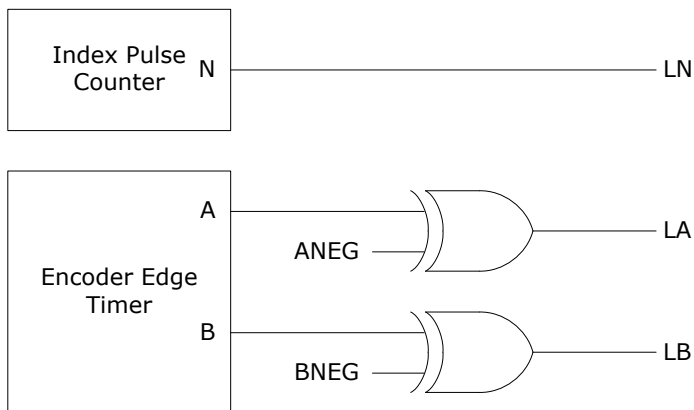 Index Pulse
Counter
N
LN
Encoder Edge
Timer
A
ANEG
LA
B
BNEG
LB